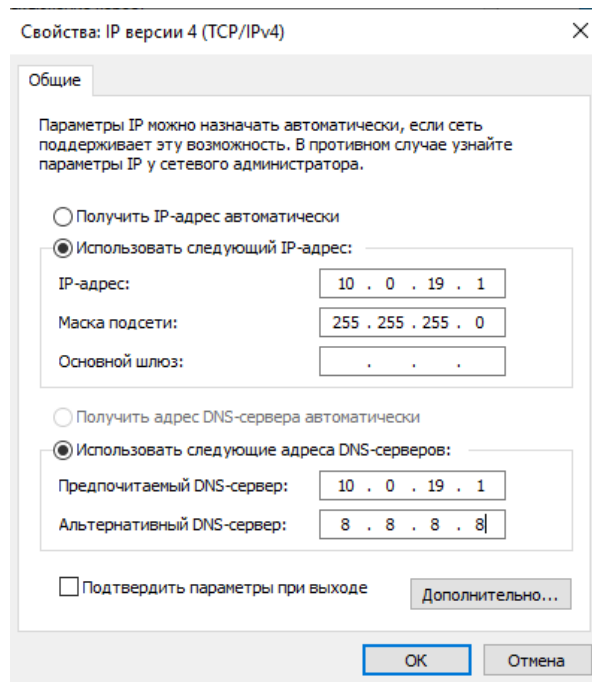 Свойства: IP версии 4 (TCP/IPv4)
Общие
Параметры IP можно назначать автоматически, если сеть
поддерживает эту возможность. В противном случае узнайте
параметры IP у сетевого администратора.
Получить IP-адрес автоматически
Использовать следующий IP-адрес:
IP-адрес: 10 . 0 . 19 . 1
Маска подсети: 255 . 255 . 255 . 0
Основной шлюз: . . .
Получить адрес DNS-сервера автоматически
Использовать следующие адреса DNS-серверов:
Предпочитаемый DNS-сервер: 10 . 0 . 19 . 1
Альтернативный DNS-сервер: 8 . 8 . 8 . 8
Подтвердить параметры при выходе
Дополнительно...
ОК Отмена